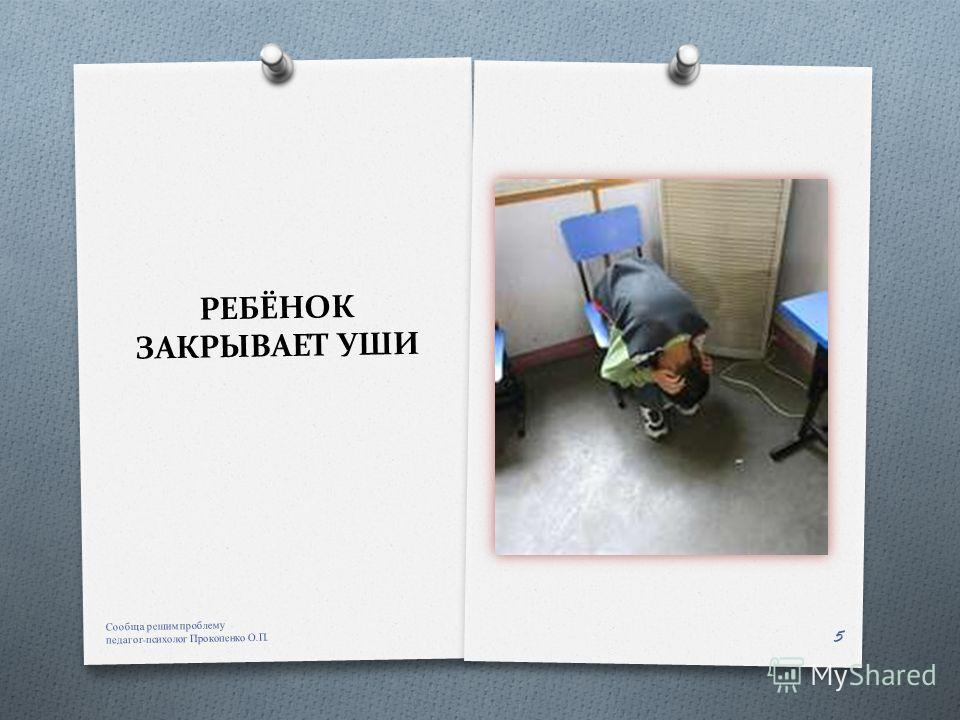 РЕБЁНОК
ЗАКРЫВАЕТ УШИ
Сообща решим проблему
педагог-психолог Прокопенко О.П.
5
MyShared